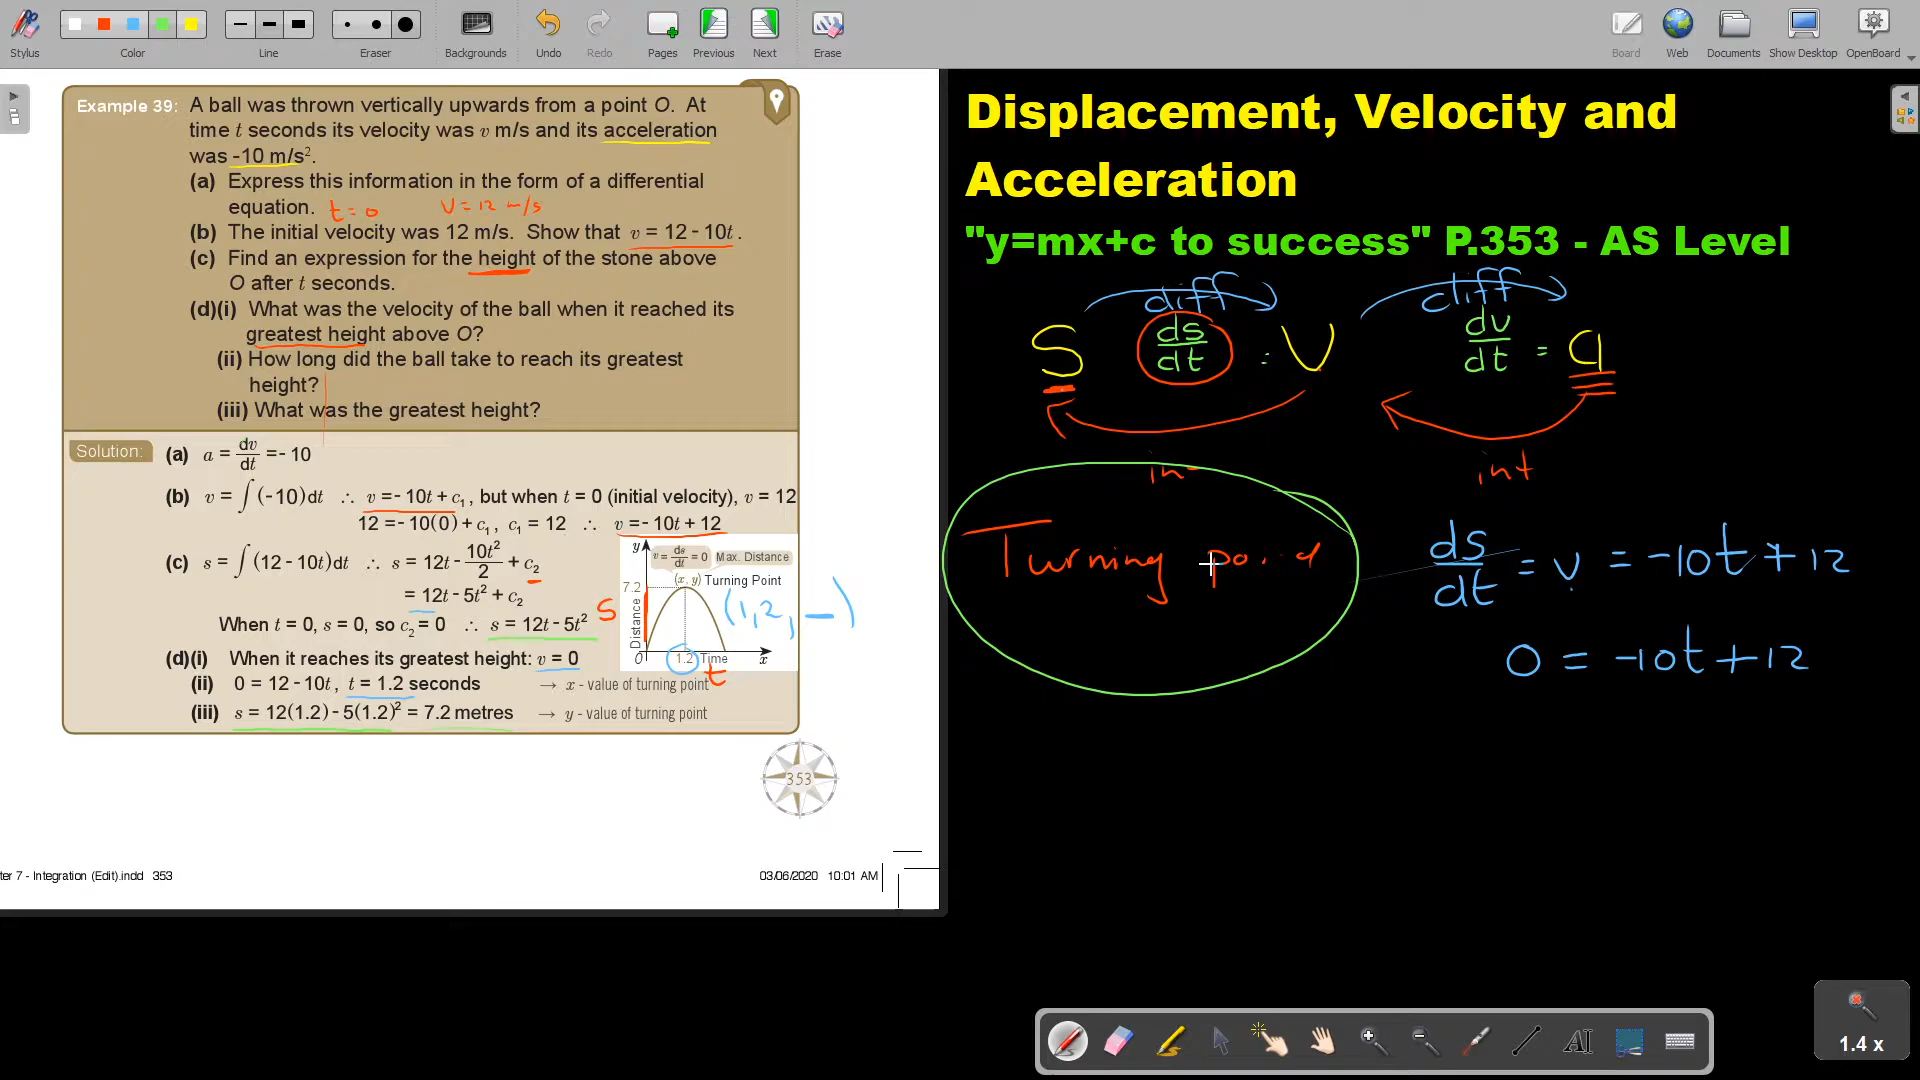 Stylus
Color
Line
Eraser
Backgrounds
Undo
Redo
Pages
Previous
Next
Erase
Board
Web
Documents
Show Desktop
OpenBoard
Example 39: A ball was thrown vertically upwards from a point O. At
time t seconds its velocity was v m/s and its acceleration
was -10 m/s².
(a) Express this information in the form of a differential
equation. t = 0 V = 12 m/s
(b) The initial velocity was 12 m/s. Show that v = 12 - 10t.
(c) Find an expression for the height of the stone above
O after t seconds.
(d)(i) What was the velocity of the ball when it reached its
greatest height above O?
(ii) How long did the ball take to reach its greatest
height?
(iii) What was the greatest height?
Solution: (a) a = dv/dt = - 10
(b) v = ∫(-10)dt ∴ v = - 10t + c₁, but when t = 0 (initial velocity), v = 12
12 = - 10(0) + c₁, c₁ = 12 ∴ v = - 10t + 12
(c) s = ∫(12 - 10t)dt ∴ s = 12t - 10t²/2 + c₂
= 12t - 5t² + c₂
When t = 0, s = 0, so c₂ = 0 ∴ s = 12t - 5t²
(d)(i) When it reaches its greatest height: v = 0
(ii) 0 = 12 - 10t, t = 1.2 seconds → x - value of turning point
(iii) s = 12(1.2) - 5(1.2)² = 7.2 metres → y - value of turning point
y
v = ds/dt = 0 Max. Distance
(x, y) Turning Point
7.2
Distance
S
(1,2, _)
0 1.2 Time x
t
353
ter 7 - Integration (Edit).indd 353
03/06/2020 10:01 AM
Displacement, Velocity and
Acceleration
"y=mx+c to success" P.353 - AS Level
diff diff
S ds/dt = V dv/dt = a
int
Turning
ds/dt = v = -10t + 12
0 = -10t + 12
1.4 x